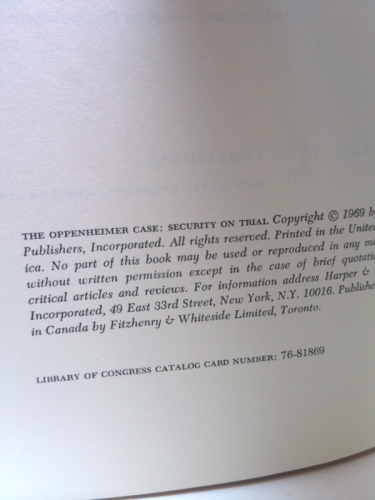 THE OPPENHEIMER CASE: SECURITY ON TRIAL Copyright © 1969 b
Publishers, Incorporated. All rights reserved. Printed in the United
ica. No part of this book may be used or reproduced in any
without written permission except in the case of brief quotatio
critical articles and reviews. For information address Harper &
Incorporated, 49 East 33rd Street, New York, N.Y. 10016. Publishe
in Canada by Fitzhenry & Whiteside Limited, Toronto.
LIBRARY OF CONGRESS CATALOG CARD NUMBER: 76-81869